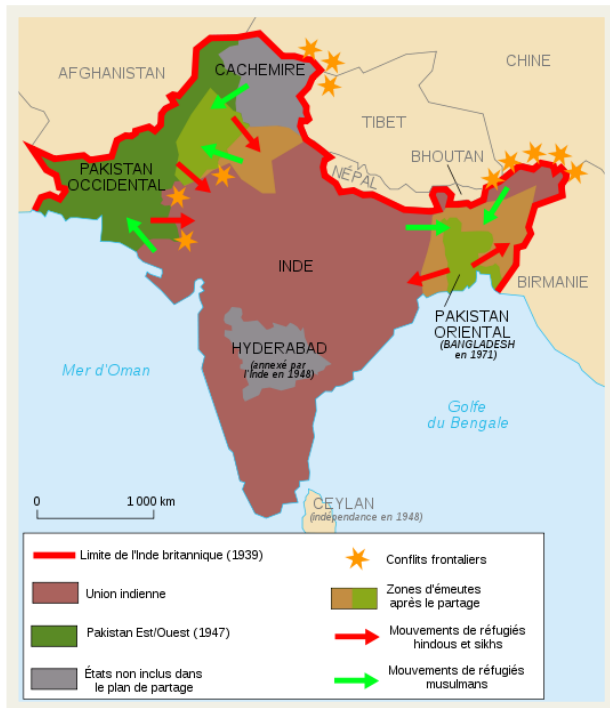 AFGHANISTAN
CACHEMIRE
CHINE
TIBET
BHOUTAN
NÉPAL
PAKISTAN
OCCIDENTAL
INDE
BIRMANIE
PAKISTAN
ORIENTAL
(BANGLADESH
en 1971)
HYDERABAD
(annexé par
l'Inde en 1948)
Mer d'Oman
Golfe
du Bengale
0 1 000 km
CEYLAN
(indépendance en 1948)
Limite de l'Inde britannique (1939)
Union indienne
Pakistan Est/Ouest (1947)
États non inclus dans
le plan de partage
Conflits frontaliers
Zones d'émeutes
après le partage
Mouvements de réfugiés
hindous et sikhs
Mouvements de réfugiés
musulmans